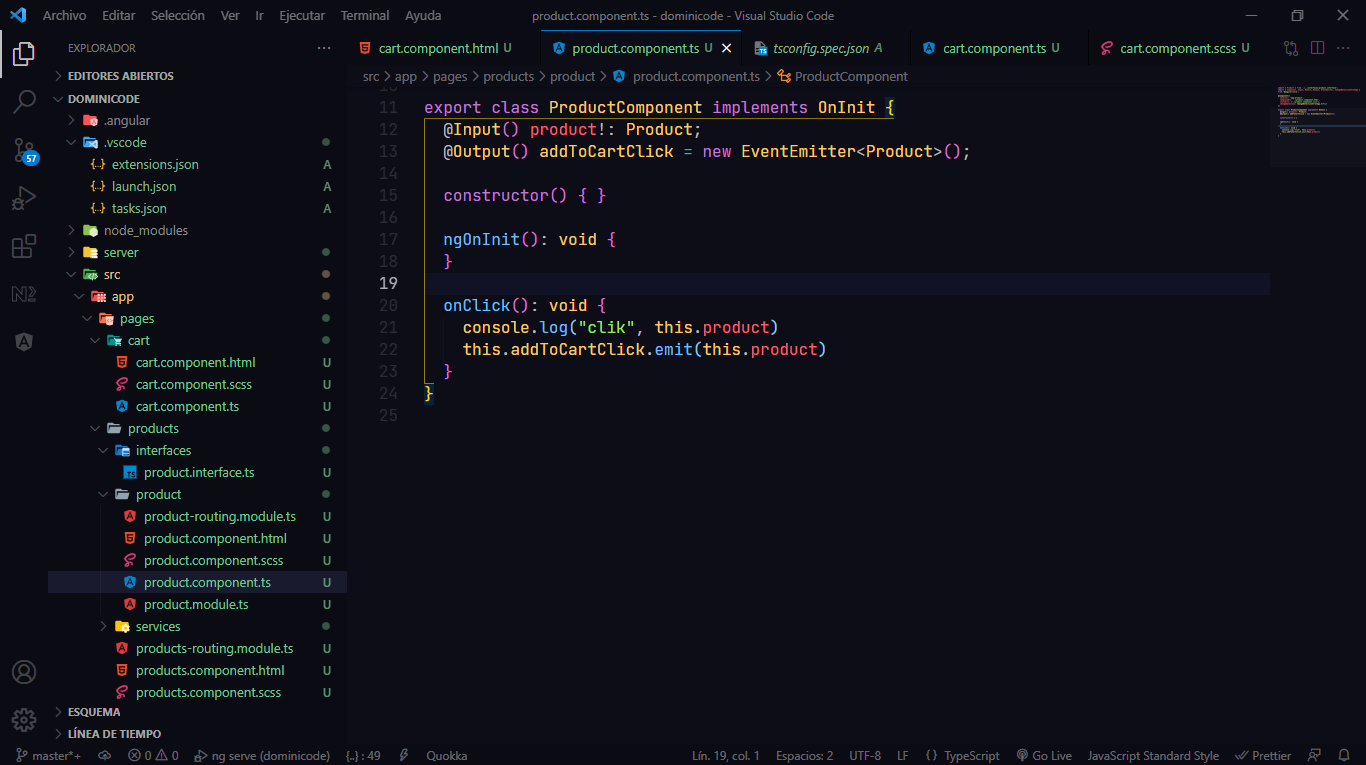 Archivo Editar Selección Ver Ir Ejecutar Terminal Ayuda product.component.ts - dominicode - Visual Studio Code
EXPLORADOR
EDITORES ABIERTOS
DOMINICODE
.angular
.vscode
extensions.json A
launch.json A
tasks.json A
node_modules
server
src
app
pages
cart
cart.component.html U
cart.component.scss U
cart.component.ts U
products
interfaces
product.interface.ts U
product
product-routing.module.ts U
product.component.html U
product.component.scss U
product.component.ts U
product.module.ts U
services
products-routing.module.ts U
products.component.html U
products.component.scss U
ESQUEMA
LÍNEA DE TIEMPO
57
cart.component.html U product.component.ts U tsconfig.spec.json A cart.component.ts U cart.component.scss U
src > app > pages > products > product > product.component.ts > ProductComponent
11 export class ProductComponent implements OnInit {
12 @Input() product!: Product;
13 @Output() addToCartClick = new EventEmitter<Product>();
14
15 constructor() { }
16
17 ngOnInit(): void {
18 }
19
20 onClick(): void {
21 console.log("clik", this.product)
22 this.addToCartClick.emit(this.product)
23 }
24 }
25
master*+ 0 0 ng serve (dominicode) {..} : 49 Quokka Lín. 19, col. 1 Espacios: 2 UTF-8 LF { } TypeScript Go Live JavaScript Standard Style Prettier